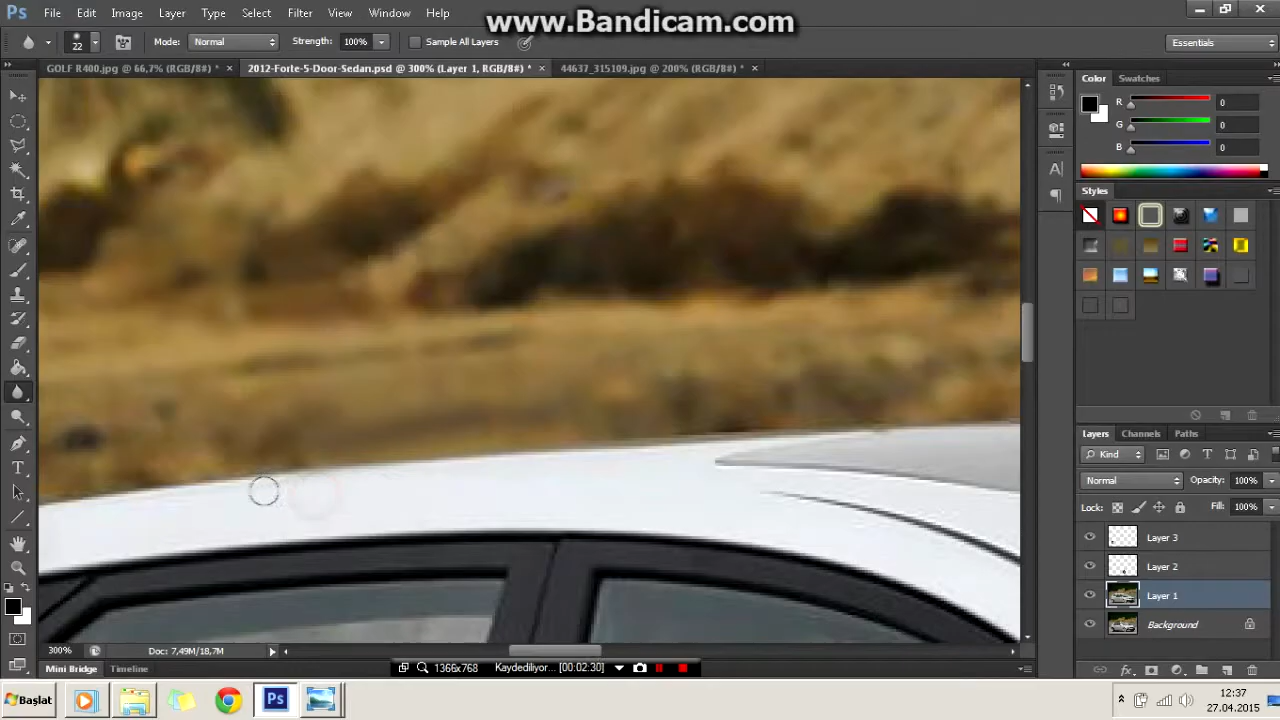 Ps File Edit Image Layer Type Select Filter View Window Help
www.Bandicam.com
22 Mode: Normal Strength: 100% Sample All Layers Essentials
GOLF R400.jpg @ 66,7% (RGB/8#) * × 2012-Forte-5-Door-Sedan.psd @ 300% (Layer 1, RGB/8#) * × 44637_315109.jpg @ 200% (RGB/8#) * ×
Color Swatches
R 0
G 0
B 0
Styles
Layers Channels Paths
Kind
Normal Opacity: 100%
Lock: Fill: 100%
Layer 3
Layer 2
Layer 1
Background
300% Doc: 7,49M/18,7M
Mini Bridge Timeline
1366x768 Kaydediliyor... [00:02:30]
Başlat
Ps
12:37
27.04.2015